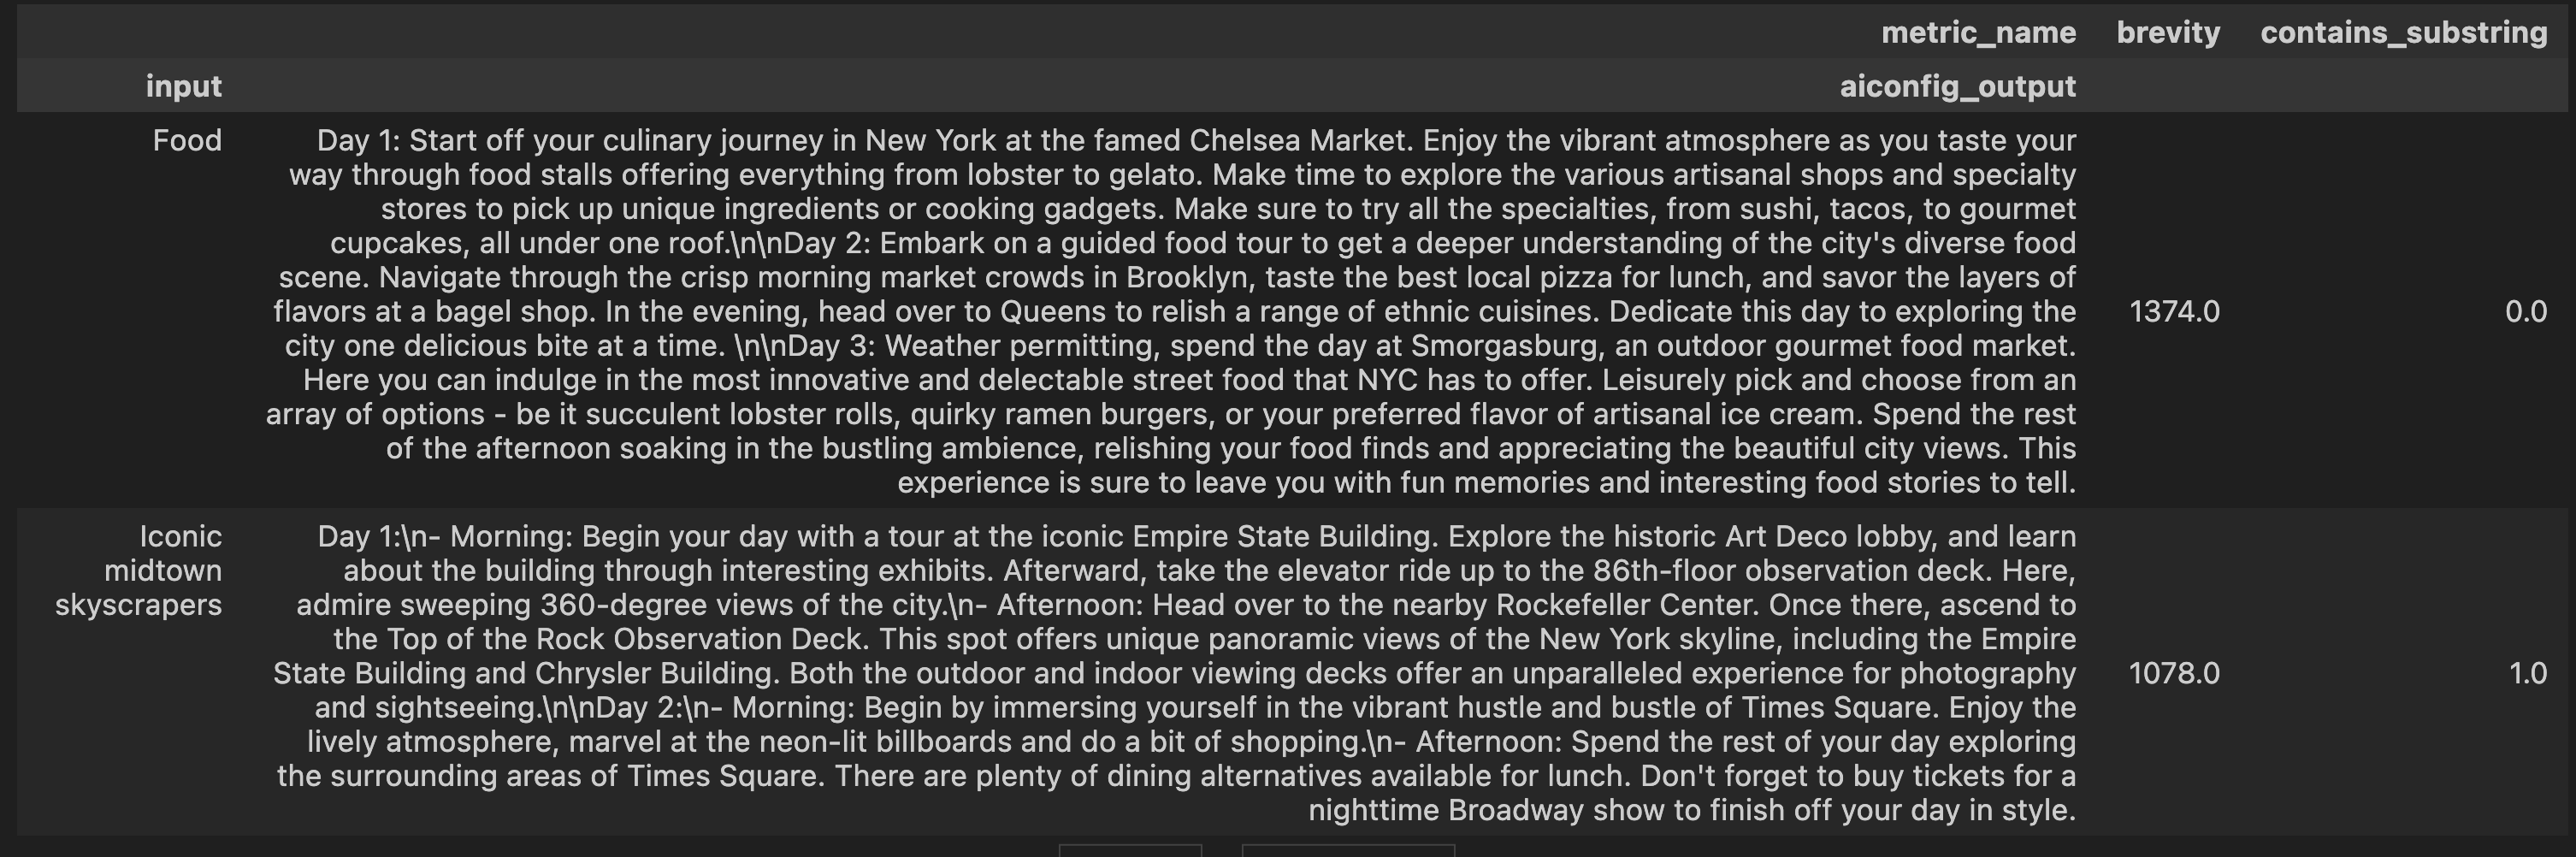 metric_name brevity contains_substring
input aiconfig_output
Food Day 1: Start off your culinary journey in New York at the famed Chelsea Market. Enjoy the vibrant atmosphere as you taste your
way through food stalls offering everything from lobster to gelato. Make time to explore the various artisanal shops and specialty
stores to pick up unique ingredients or cooking gadgets. Make sure to try all the specialties, from sushi, tacos, to gourmet
cupcakes, all under one roof.\n\nDay 2: Embark on a guided food tour to get a deeper understanding of the city's diverse food
scene. Navigate through the crisp morning market crowds in Brooklyn, taste the best local pizza for lunch, and savor the layers of
flavors at a bagel shop. In the evening, head over to Queens to relish a range of ethnic cuisines. Dedicate this day to exploring the 1374.0 0.0
city one delicious bite at a time. \n\nDay 3: Weather permitting, spend the day at Smorgasburg, an outdoor gourmet food market.
Here you can indulge in the most innovative and delectable street food that NYC has to offer. Leisurely pick and choose from an
array of options - be it succulent lobster rolls, quirky ramen burgers, or your preferred flavor of artisanal ice cream. Spend the rest
of the afternoon soaking in the bustling ambience, relishing your food finds and appreciating the beautiful city views. This
experience is sure to leave you with fun memories and interesting food stories to tell.
Iconic Day 1:\n- Morning: Begin your day with a tour at the iconic Empire State Building. Explore the historic Art Deco lobby, and learn
midtown about the building through interesting exhibits. Afterward, take the elevator ride up to the 86th-floor observation deck. Here,
skyscrapers admire sweeping 360-degree views of the city.\n- Afternoon: Head over to the nearby Rockefeller Center. Once there, ascend to
the Top of the Rock Observation Deck. This spot offers unique panoramic views of the New York skyline, including the Empire
State Building and Chrysler Building. Both the outdoor and indoor viewing decks offer an unparalleled experience for photography 1078.0 1.0
and sightseeing.\n\nDay 2:\n- Morning: Begin by immersing yourself in the vibrant hustle and bustle of Times Square. Enjoy the
lively atmosphere, marvel at the neon-lit billboards and do a bit of shopping.\n- Afternoon: Spend the rest of your day exploring
the surrounding areas of Times Square. There are plenty of dining alternatives available for lunch. Don't forget to buy tickets for a
nighttime Broadway show to finish off your day in style.